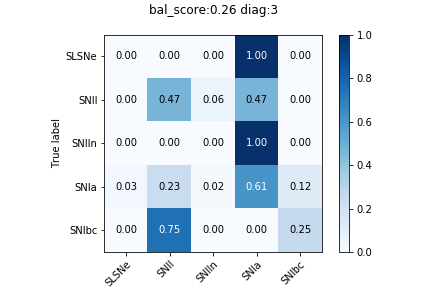 bal_score:0.26 diag:3
1.0
SLSNe 0.00 0.00 0.00 1.00 0.00
0.8
SNII 0.00 0.47 0.06 0.47 0.00
0.6
True label
SNIIn 0.00 0.00 0.00 1.00 0.00
0.4
SNIa 0.03 0.23 0.02 0.61 0.12
0.2
SNIbc 0.00 0.75 0.00 0.00 0.25
0.0
SLSNe SNII SNIIn SNIa SNIbc